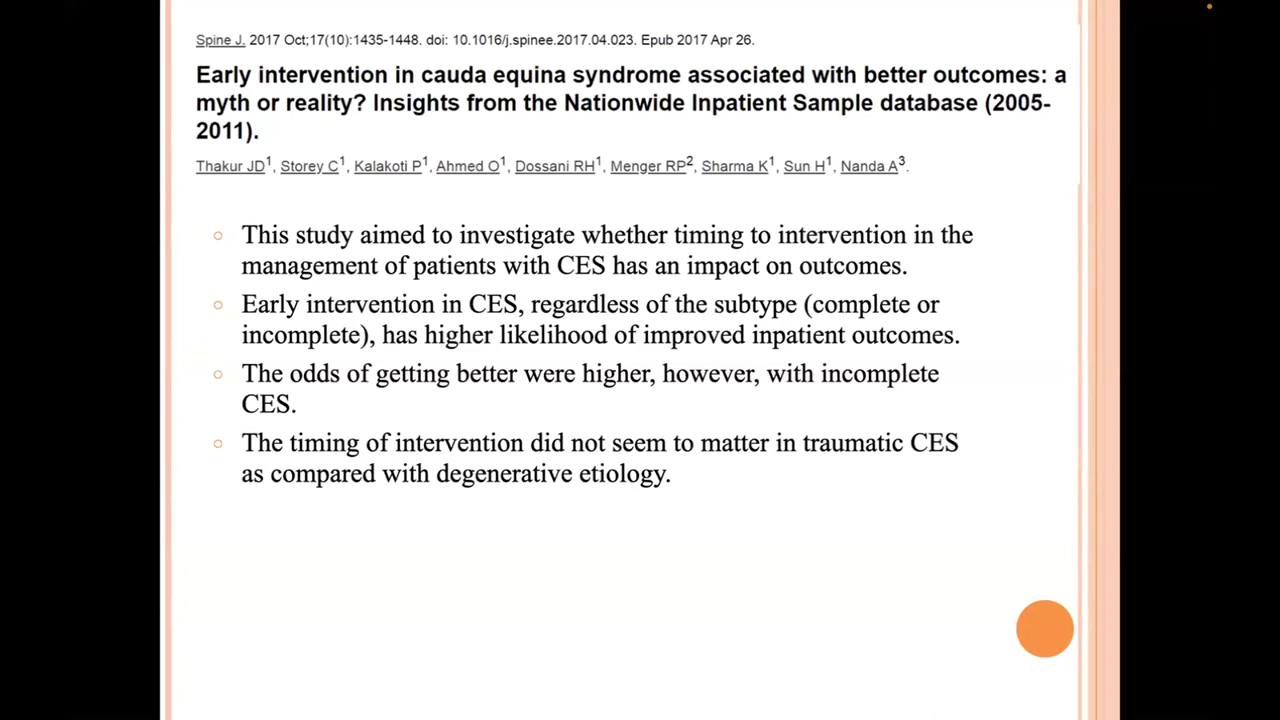 Spine J. 2017 Oct;17(10):1435-1448. doi: 10.1016/j.spinee.2017.04.023. Epub 2017 Apr 26.
Early intervention in cauda equina syndrome associated with better outcomes: a
myth or reality? Insights from the Nationwide Inpatient Sample database (2005-
2011).
Thakur JD1, Storey C1, Kalakoti P1, Ahmed O1, Dossani RH1, Menger RP2, Sharma K1, Sun H1, Nanda A3.
This study aimed to investigate whether timing to intervention in the
management of patients with CES has an impact on outcomes.
Early intervention in CES, regardless of the subtype (complete or
incomplete), has higher likelihood of improved inpatient outcomes.
The odds of getting better were higher, however, with incomplete
CES.
The timing of intervention did not seem to matter in traumatic CES
as compared with degenerative etiology.